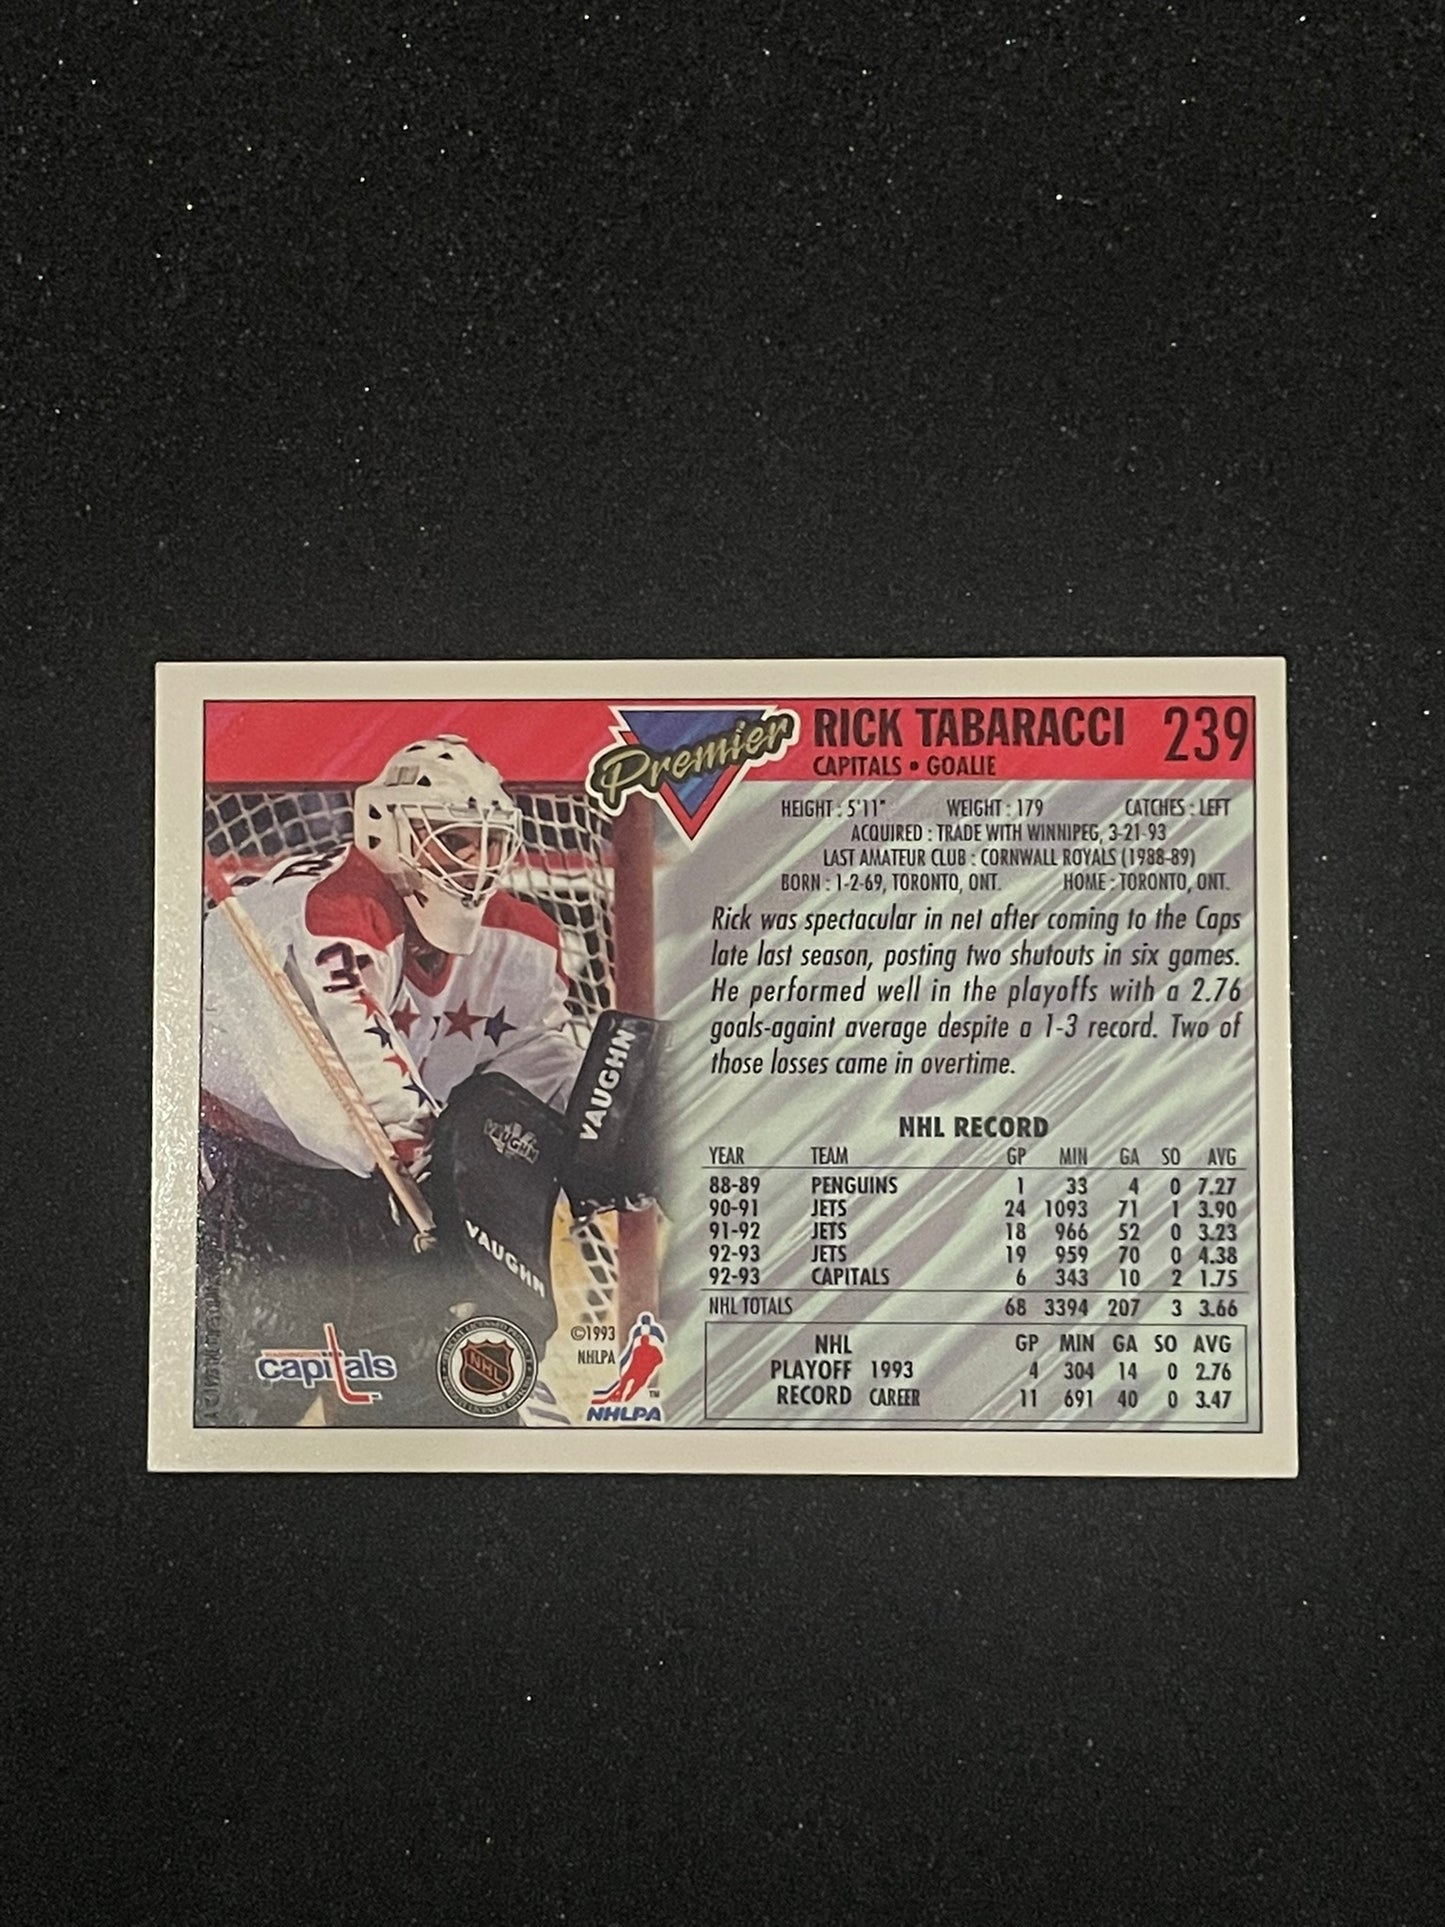 Premier
RICK TABARACCI 239
CAPITALS • GOALIE
HEIGHT : 5'11" WEIGHT : 179 CATCHES : LEFT
ACQUIRED : TRADE WITH WINNIPEG, 3-21-93
LAST AMATEUR CLUB : CORNWALL ROYALS (1988-89)
BORN : 1-2-69, TORONTO, ONT. HOME : TORONTO, ONT.
Rick was spectacular in net after coming to the Caps
late last season, posting two shutouts in six games.
He performed well in the playoffs with a 2.76
goals-againt average despite a 1-3 record. Two of
those losses came in overtime.
NHL RECORD
YEAR TEAM GP MIN GA SO AVG
88-89 PENGUINS 1 33 4 0 7.27
90-91 JETS 24 1093 71 1 3.90
91-92 JETS 18 966 52 0 3.23
92-93 JETS 19 959 70 0 4.38
92-93 CAPITALS 6 343 10 2 1.75
NHL TOTALS 68 3394 207 3 3.66
NHL GP MIN GA SO AVG
PLAYOFF 1993 4 304 14 0 2.76
RECORD CAREER 11 691 40 0 3.47
3
VAUGHN
VAUGHN
VAUGHN
WASHINGTON
capitals
NHL
©1993
NHLPA
NHLPA
TM